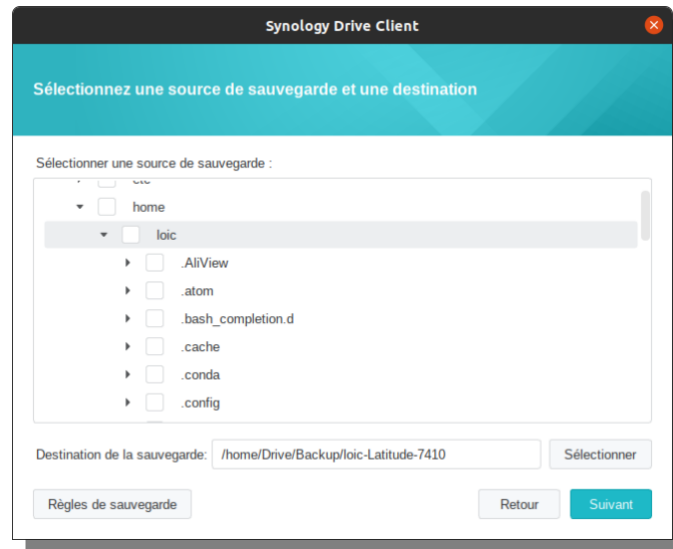 Synology Drive Client
Sélectionnez une source de sauvegarde et une destination
Sélectionner une source de sauvegarde :
etc
home
loic
.AliView
.atom
.bash_completion.d
.cache
.conda
.config
Destination de la sauvegarde: /home/Drive/Backup/loic-Latitude-7410 Sélectionner
Règles de sauvegarde Retour Suivant